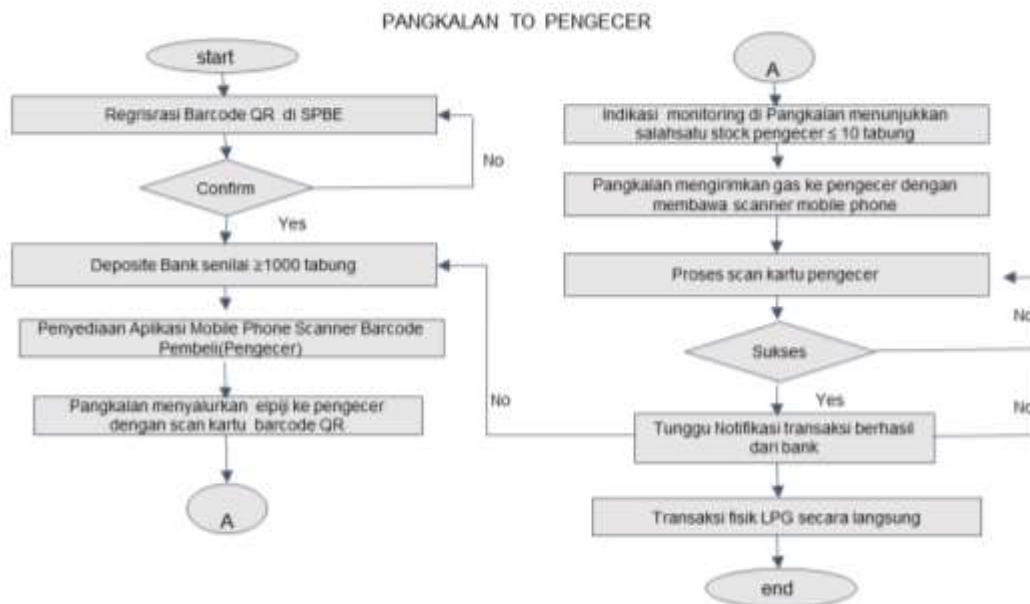 PANGKALAN TO PENGECER
start
Regrisrasi Barcode QR di SPBE
No
Confirm
Yes
Deposite Bank senilai ≥1000 tabung
Penyediaan Aplikasi Mobile Phone Scanner Barcode
Pembeli(Pengecer)
Pangkalan menyalurkan elpiji ke pengecer
dengan scan kartu barcode QR
No
A
A
Indikasi monitoring di Pangkalan menunjukkan
salahsatu stock pengecer ≤ 10 tabung
Pangkalan mengirimkan gas ke pengecer dengan
membawa scanner mobile phone
Proses scan kartu pengecer
No
Sukses
Yes
No
Tunggu Notifikasi transaksi berhasil
dari bank
Transaksi fisik LPG secara langsung
end